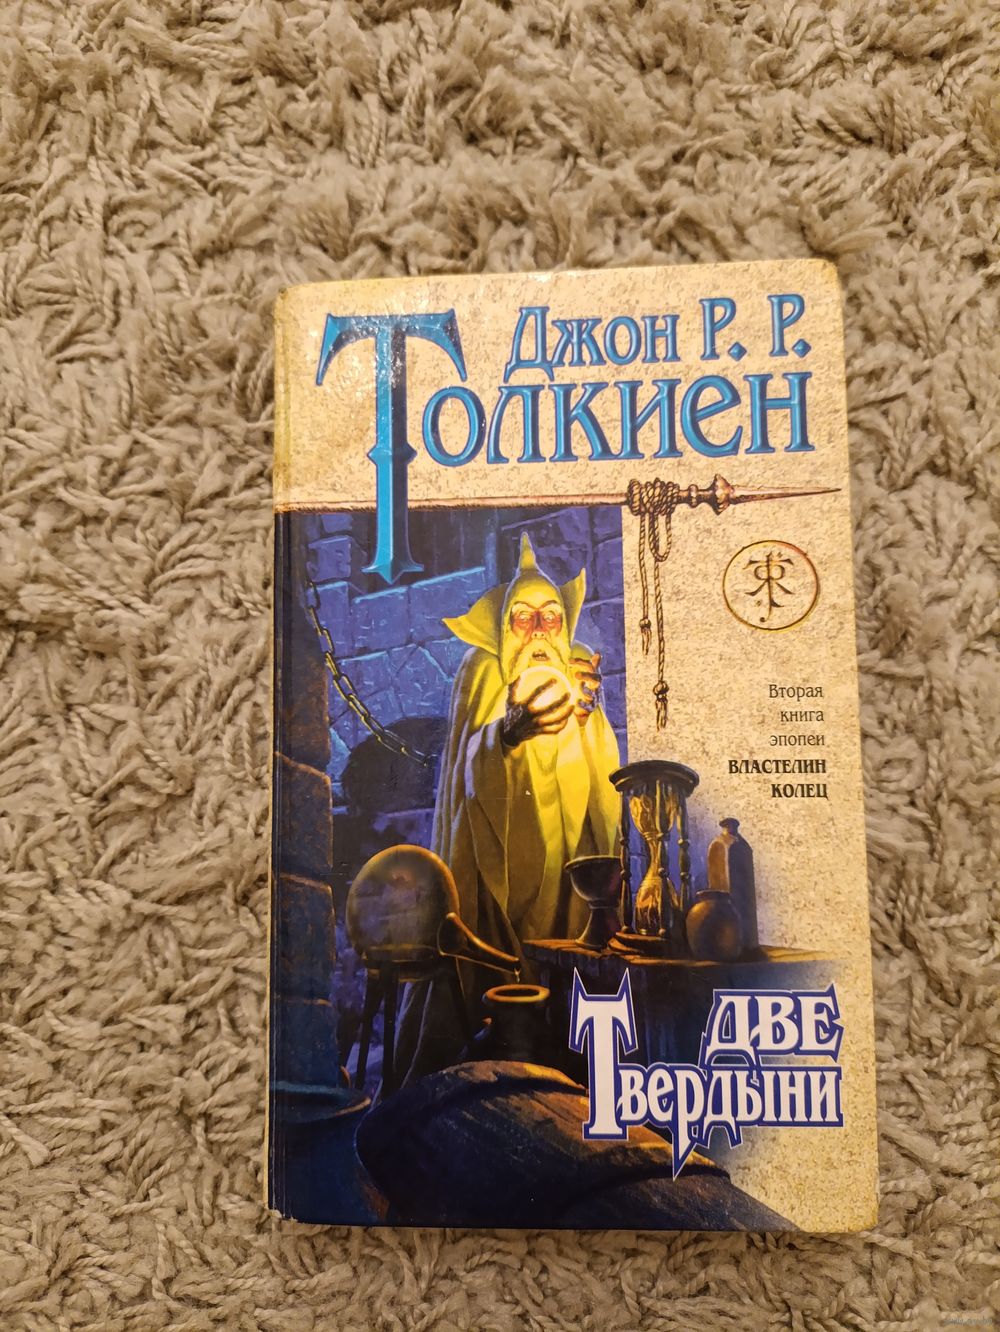 Джон Р. Р.
Толкиен
Вторая
книга
эпопеи
ВЛАСТЕЛИН
КОЛЕЦ
ДВЕ
Твердыни